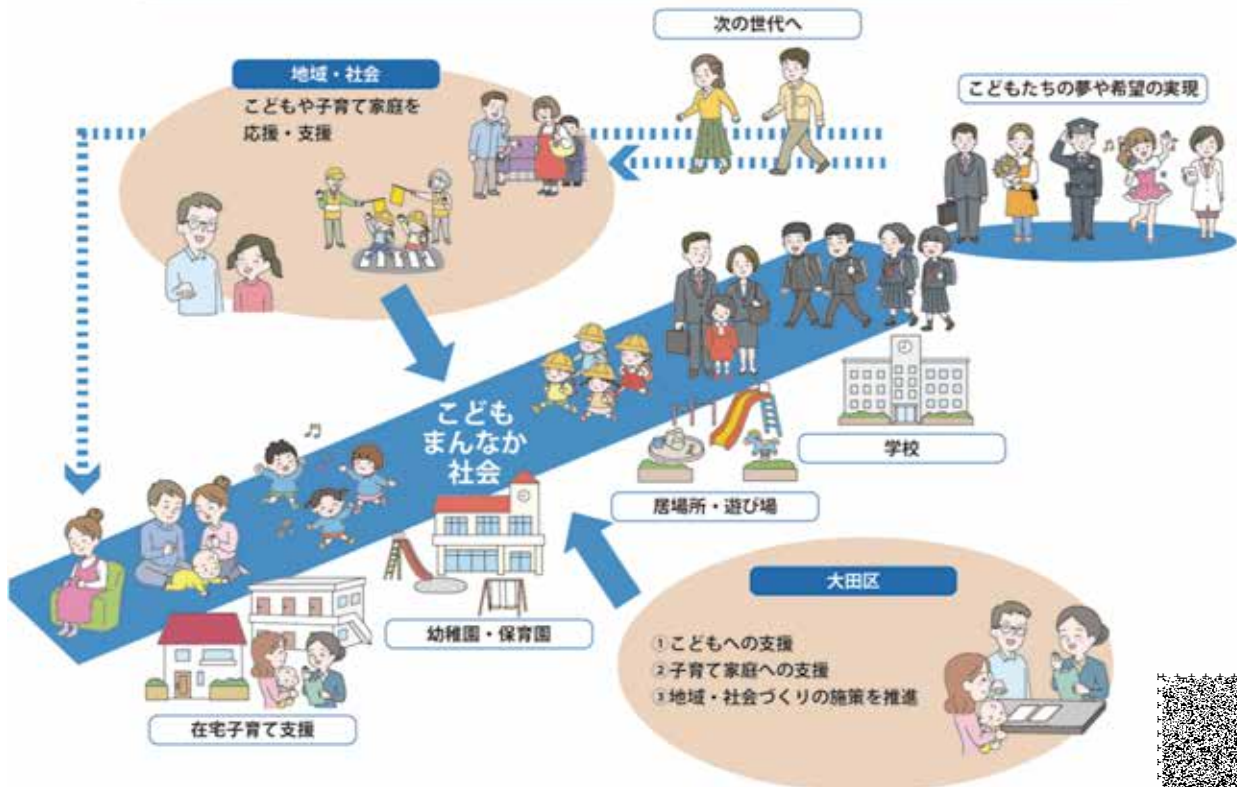 次の世代へ
地域・社会
こどもや子育て家庭を
応援・支援
こどもたちの夢や希望の実現
こども
まんなか
社会
学校
居場所・遊び場
幼稚園・保育園
在宅子育て支援
大田区
①こどもへの支援
②子育て家庭への支援
③地域・社会づくりの施策を推進